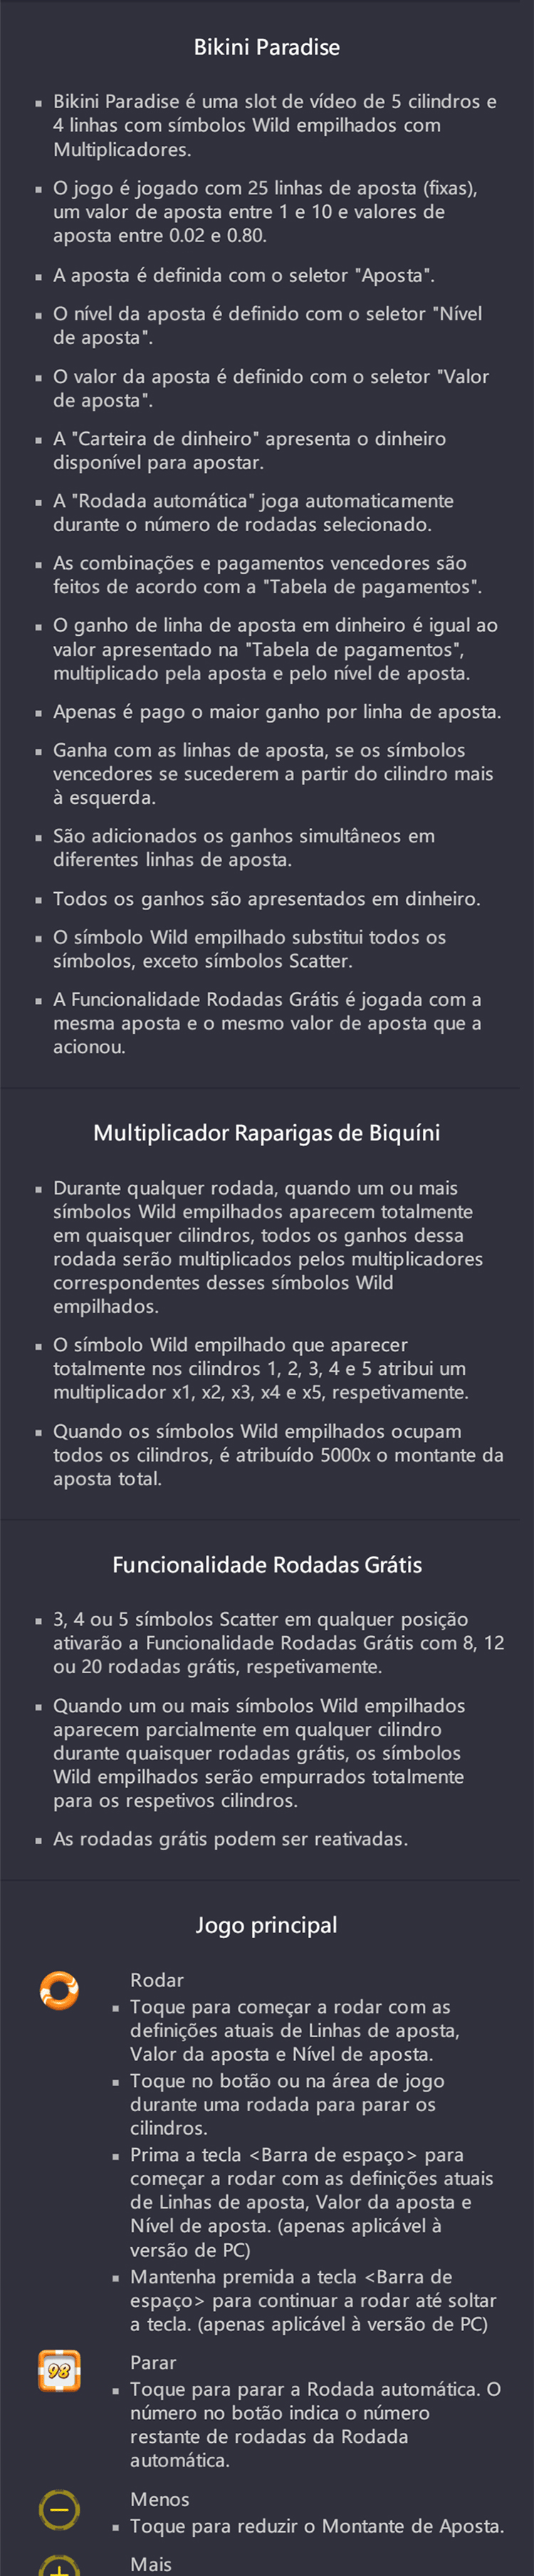 Bikini Paradise
▪ Bikini Paradise é uma slot de vídeo de 5 cilindros e
4 linhas com símbolos Wild empilhados com
Multiplicadores.
▪ O jogo é jogado com 25 linhas de aposta (fixas),
um valor de aposta entre 1 e 10 e valores de
aposta entre 0.02 e 0.80.
▪ A aposta é definida com o seletor "Aposta".
▪ O nível da aposta é definido com o seletor "Nível
de aposta".
▪ O valor da aposta é definido com o seletor "Valor
de aposta".
▪ A "Carteira de dinheiro" apresenta o dinheiro
disponível para apostar.
▪ A "Rodada automática" joga automaticamente
durante o número de rodadas selecionado.
▪ As combinações e pagamentos vencedores são
feitos de acordo com a "Tabela de pagamentos".
▪ O ganho de linha de aposta em dinheiro é igual ao
valor apresentado na "Tabela de pagamentos",
multiplicado pela aposta e pelo nível de aposta.
▪ Apenas é pago o maior ganho por linha de aposta.
▪ Ganha com as linhas de aposta, se os símbolos
vencedores se sucederem a partir do cilindro mais
à esquerda.
▪ São adicionados os ganhos simultâneos em
diferentes linhas de aposta.
▪ Todos os ganhos são apresentados em dinheiro.
▪ O símbolo Wild empilhado substitui todos os
símbolos, exceto símbolos Scatter.
▪ A Funcionalidade Rodadas Grátis é jogada com a
mesma aposta e o mesmo valor de aposta que a
acionou.
Multiplicador Raparigas de Biquíni
▪ Durante qualquer rodada, quando um ou mais
símbolos Wild empilhados aparecem totalmente
em quaisquer cilindros, todos os ganhos dessa
rodada serão multiplicados pelos multiplicadores
correspondentes desses símbolos Wild
empilhados.
▪ O símbolo Wild empilhado que aparecer
totalmente nos cilindros 1, 2, 3, 4 e 5 atribui um
multiplicador x1, x2, x3, x4 e x5, respetivamente.
▪ Quando os símbolos Wild empilhados ocupam
todos os cilindros, é atribuído 5000x o montante da
aposta total.
Funcionalidade Rodadas Grátis
▪ 3, 4 ou 5 símbolos Scatter em qualquer posição
ativarão a Funcionalidade Rodadas Grátis com 8, 12
ou 20 rodadas grátis, respetivamente.
▪ Quando um ou mais símbolos Wild empilhados
aparecem parcialmente em qualquer cilindro
durante quaisquer rodadas grátis, os símbolos
Wild empilhados serão empurrados totalmente
para os respetivos cilindros.
▪ As rodadas grátis podem ser reativadas.
Jogo principal
Rodar
▪ Toque para começar a rodar com as
definições atuais de Linhas de aposta,
Valor da aposta e Nível de aposta.
▪ Toque no botão ou na área de jogo
durante uma rodada para parar os
cilindros.
▪ Prima a tecla <Barra de espaço> para
começar a rodar com as definições atuais
de Linhas de aposta, Valor da aposta e
Nível de aposta. (apenas aplicável à
versão de PC)
▪ Mantenha premida a tecla <Barra de
espaço> para continuar a rodar até soltar
a tecla. (apenas aplicável à versão de PC)
98
Parar
▪ Toque para parar a Rodada automática. O
número no botão indica o número
restante de rodadas da Rodada
automática.
Menos
▪ Toque para reduzir o Montante de Aposta.
Mais